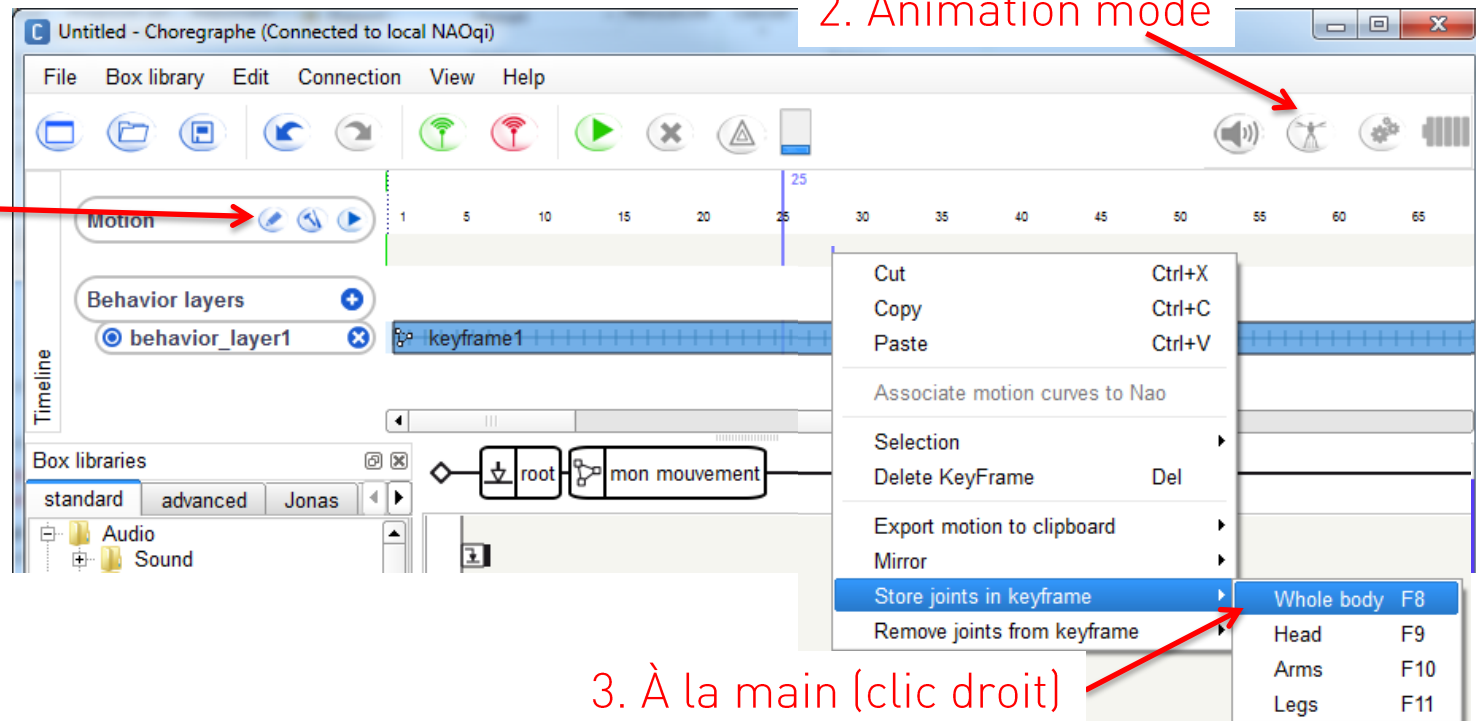 2. Animation mode
Untitled - Choregraphe (Connected to local NAOqi)
File Box library Edit Connection View Help
25
Motion
1 5 10 15 20 25 30 35 40 45 50 55 60 65
Behavior layers
behavior_layer1
keyframe1
Timeline
Cut Ctrl+X
Copy Ctrl+C
Paste Ctrl+V
Associate motion curves to Nao
Selection
Delete KeyFrame Del
Export motion to clipboard
Mirror
Store joints in keyframe
Remove joints from keyframe
Whole body F8
Head F9
Arms F10
Legs F11
Box libraries
standard advanced Jonas
Audio
Sound
root mon mouvement
3. À la main (clic droit)